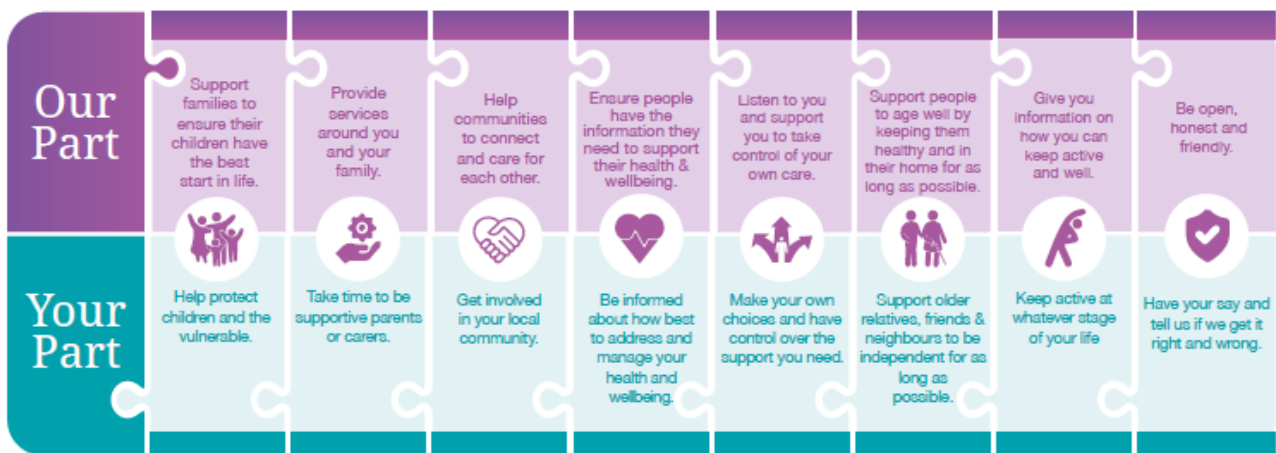 Our
Part
Support
families to
ensure their
children have
the best
start in life.
Provide
services
around you
and your
family.
Help
communities
to connect
and care for
each other.
Ensure people
have the
information they
need to support
their health &
wellbeing.
Listen to you
and support
you to take
control of your
own care.
Support people
to age well by
keeping them
healthy and in
their home for as
long as possible.
Give you
information on
how you can
keep active
and well.
Be open,
honest and
friendly.
Your
Part
Help protect
children and the
vulnerable.
Take time to be
supportive parents
or carers.
Get involved
in your local
community.
Be informed
about how best
to address and
manage your
health and
wellbeing.
Make your own
choices and have
control over the
support you need.
Support older
relatives, friends &
neighbours to be
independent for as
long as
possible.
Keep active at
whatever stage
of your life
Have your say and
tell us if we get it
right and wrong.